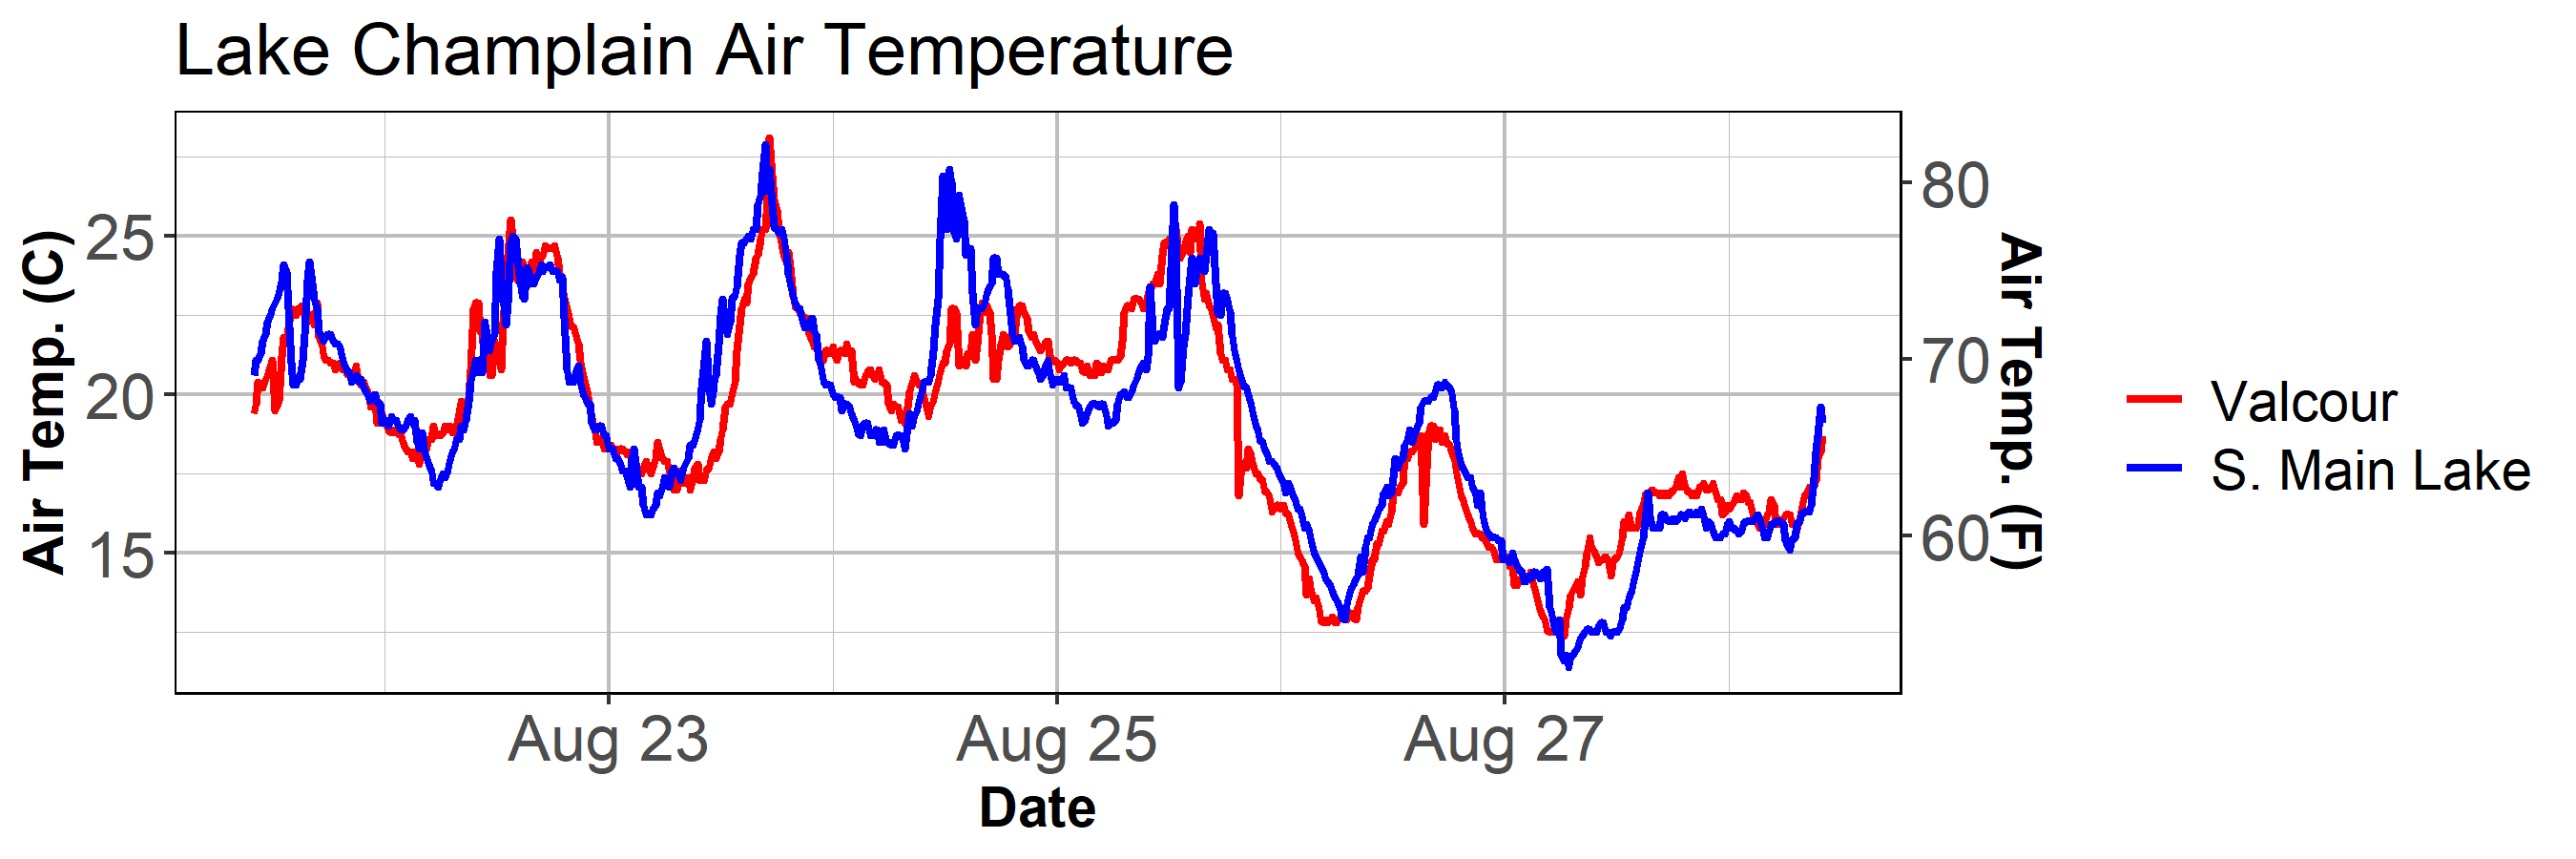 Lake Champlain Air Temperature
Air Temp. (C)
25
20
15
80
70
60
Air Temp. (F)
Aug 23
Aug 25
Aug 27
Date
Valcour
S. Main Lake